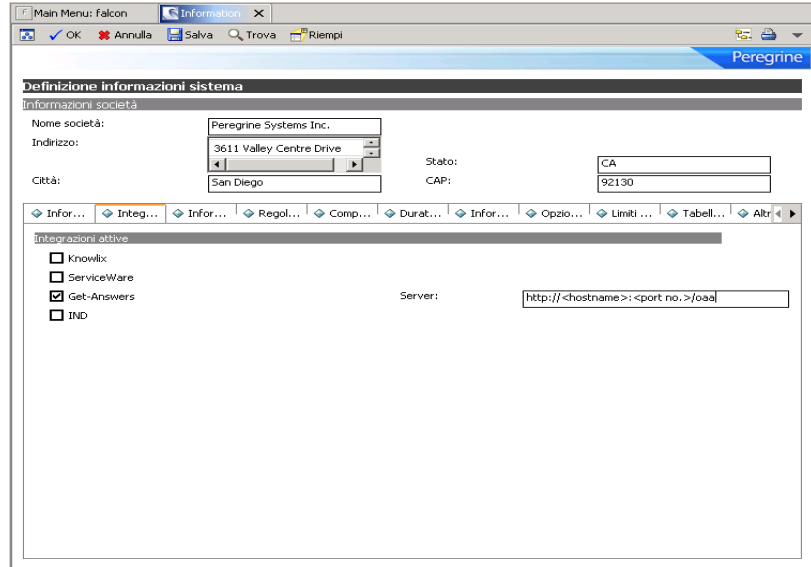 Main Menu: falcon Information
OK Annulla Salva Trova Riempi
Peregrine
Definizione informazioni sistema
Informazioni società
Nome società: Peregrine Systems Inc.
Indirizzo: 3611 Valley Centre Drive
Stato: CA
Città: San Diego CAP: 92130
Infor... Integ... Infor... Regol... Comp... Durat... Infor... Opzio... Limiti ... Tabell... Altr
Integrazioni attive
Knowlix
ServiceWare
Get-Answers Server: http://<hostname>:<port no.>/oaa
IND